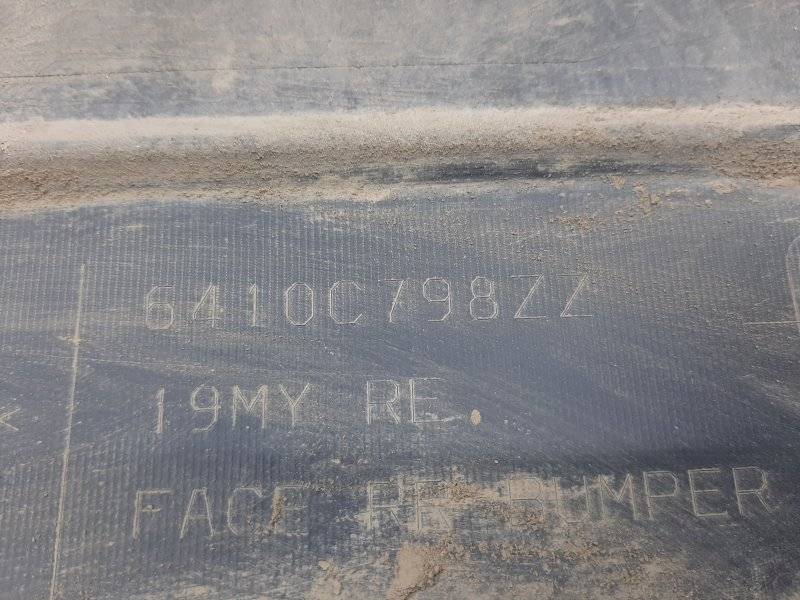 6410C798ZZ
19MY RE.
FACE RR BUMPER
<